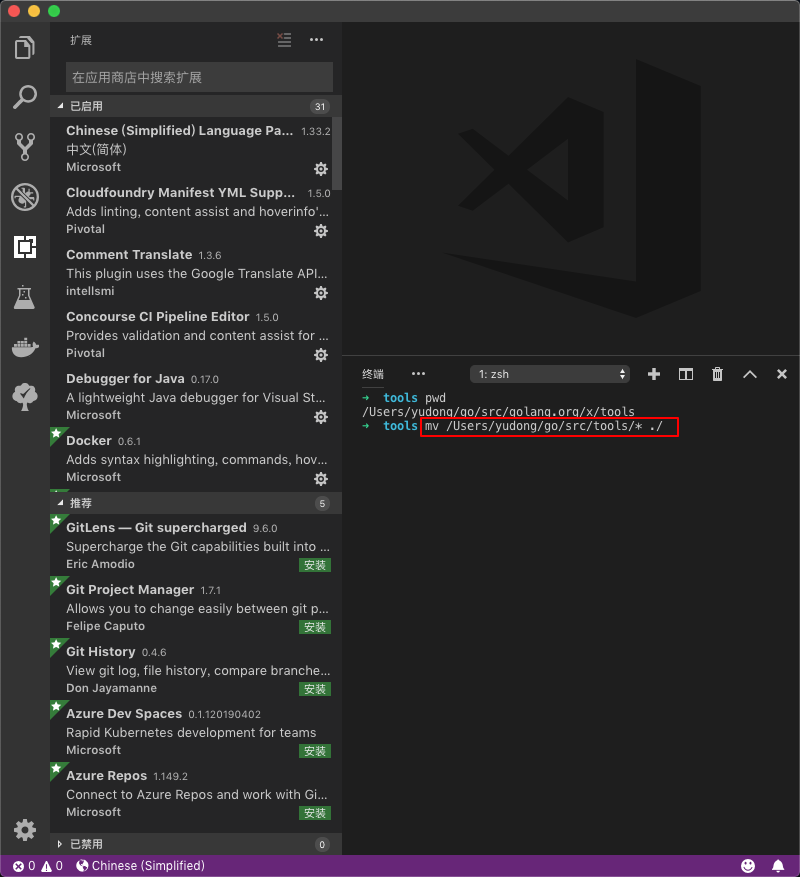 扩展
在应用商店中搜索扩展
已启用 31
Chinese (Simplified) Language Pa... 1.33.2
中文(简体)
Microsoft
Cloudfoundry Manifest YML Supp... 1.5.0
Adds linting, content assist and hoverinfo'...
Pivotal
Comment Translate 1.3.6
This plugin uses the Google Translate API...
intellsmi
Concourse CI Pipeline Editor 1.5.0
Provides validation and content assist for ...
Pivotal
Debugger for Java 0.17.0
A lightweight Java debugger for Visual St...
Microsoft
Docker 0.6.1
Adds syntax highlighting, commands, hov...
Microsoft
推荐 5
GitLens — Git supercharged 9.6.0
Supercharge the Git capabilities built into ...
Eric Amodio 安装
Git Project Manager 1.7.1
Allows you to change easily between git p...
Felipe Caputo 安装
Git History 0.4.6
View git log, file history, compare branche...
Don Jayamanne 安装
Azure Dev Spaces 0.1.120190402
Rapid Kubernetes development for teams
Microsoft 安装
Azure Repos 1.149.2
Connect to Azure Repos and work with Gi...
Microsoft 安装
已禁用 0
终端 1: zsh
→ tools pwd
/Users/yudong/go/src/golang.org/x/tools
→ tools mv /Users/yudong/go/src/tools/* ./
0 0 Chinese (Simplified)